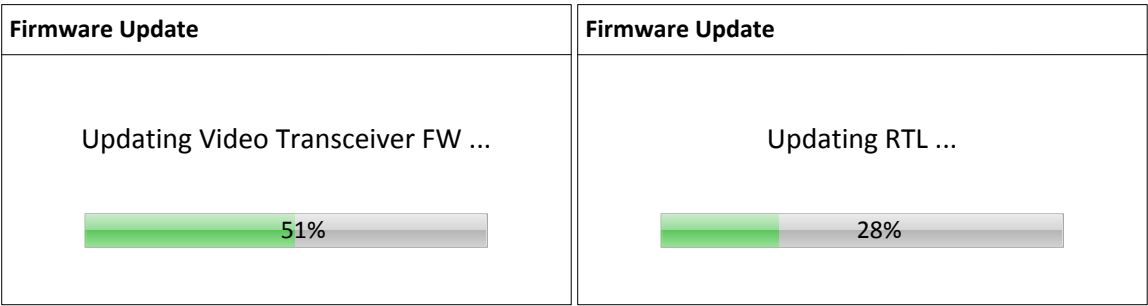 Firmware Update
Updating Video Transceiver FW ...
51%
Firmware Update
Updating RTL ...
28%